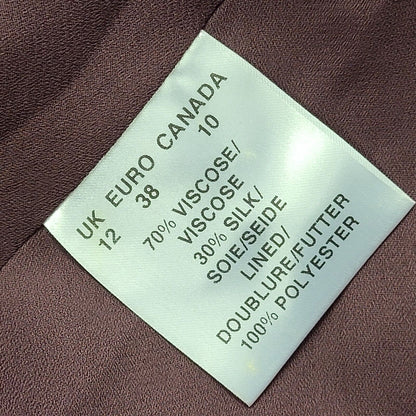 UK EURO CANADA
12 38 10
70% VISCOSE/
VISCOSE
30% SILK/
SOIE/SEIDE
LINED/
DOUBLURE/FUTTER
100% POLYESTER